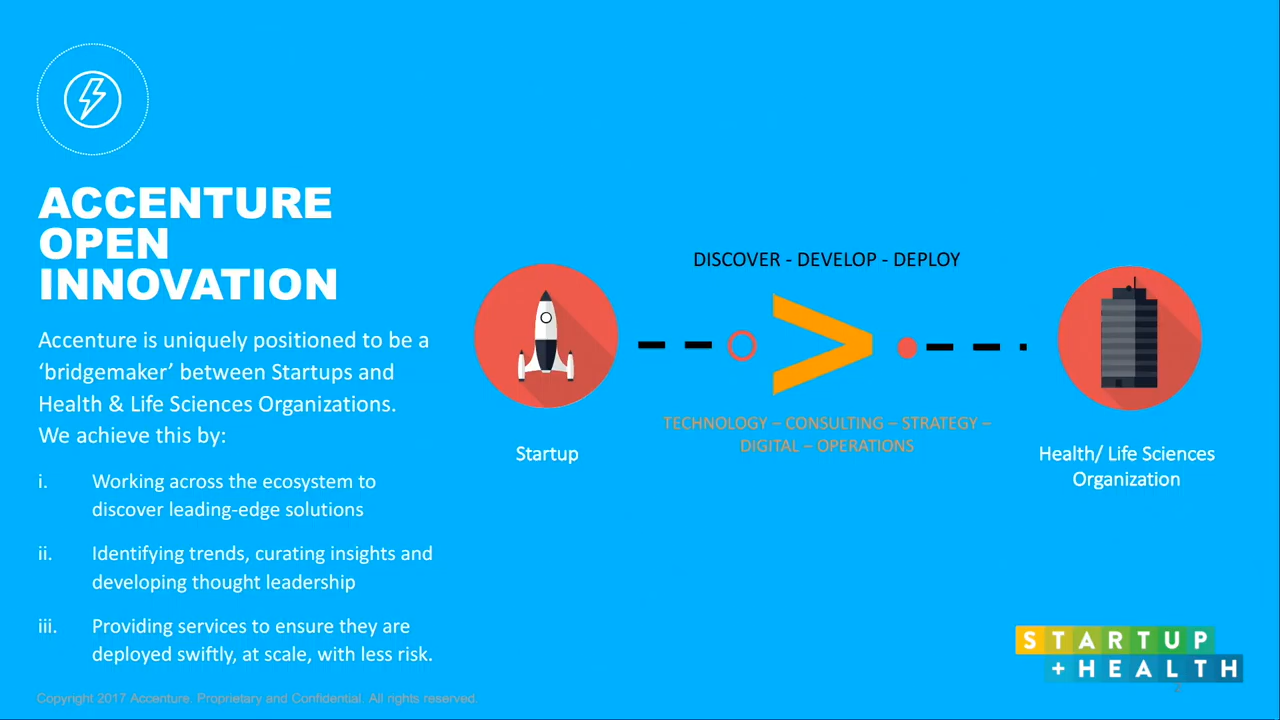 ACCENTURE
OPEN
INNOVATION
Accenture is uniquely positioned to be a
‘bridgemaker’ between Startups and
Health & Life Sciences Organizations.
We achieve this by:
i. Working across the ecosystem to
discover leading-edge solutions
ii. Identifying trends, curating insights and
developing thought leadership
iii. Providing services to ensure they are
deployed swiftly, at scale, with less risk.
DISCOVER - DEVELOP - DEPLOY
TECHNOLOGY – CONSULTING – STRATEGY –
DIGITAL – OPERATIONS
Startup
Health/ Life Sciences
Organization
STARTUP
+HEALTH
2
Copyright 2017 Accenture. Proprietary and Confidential. All rights reserved.